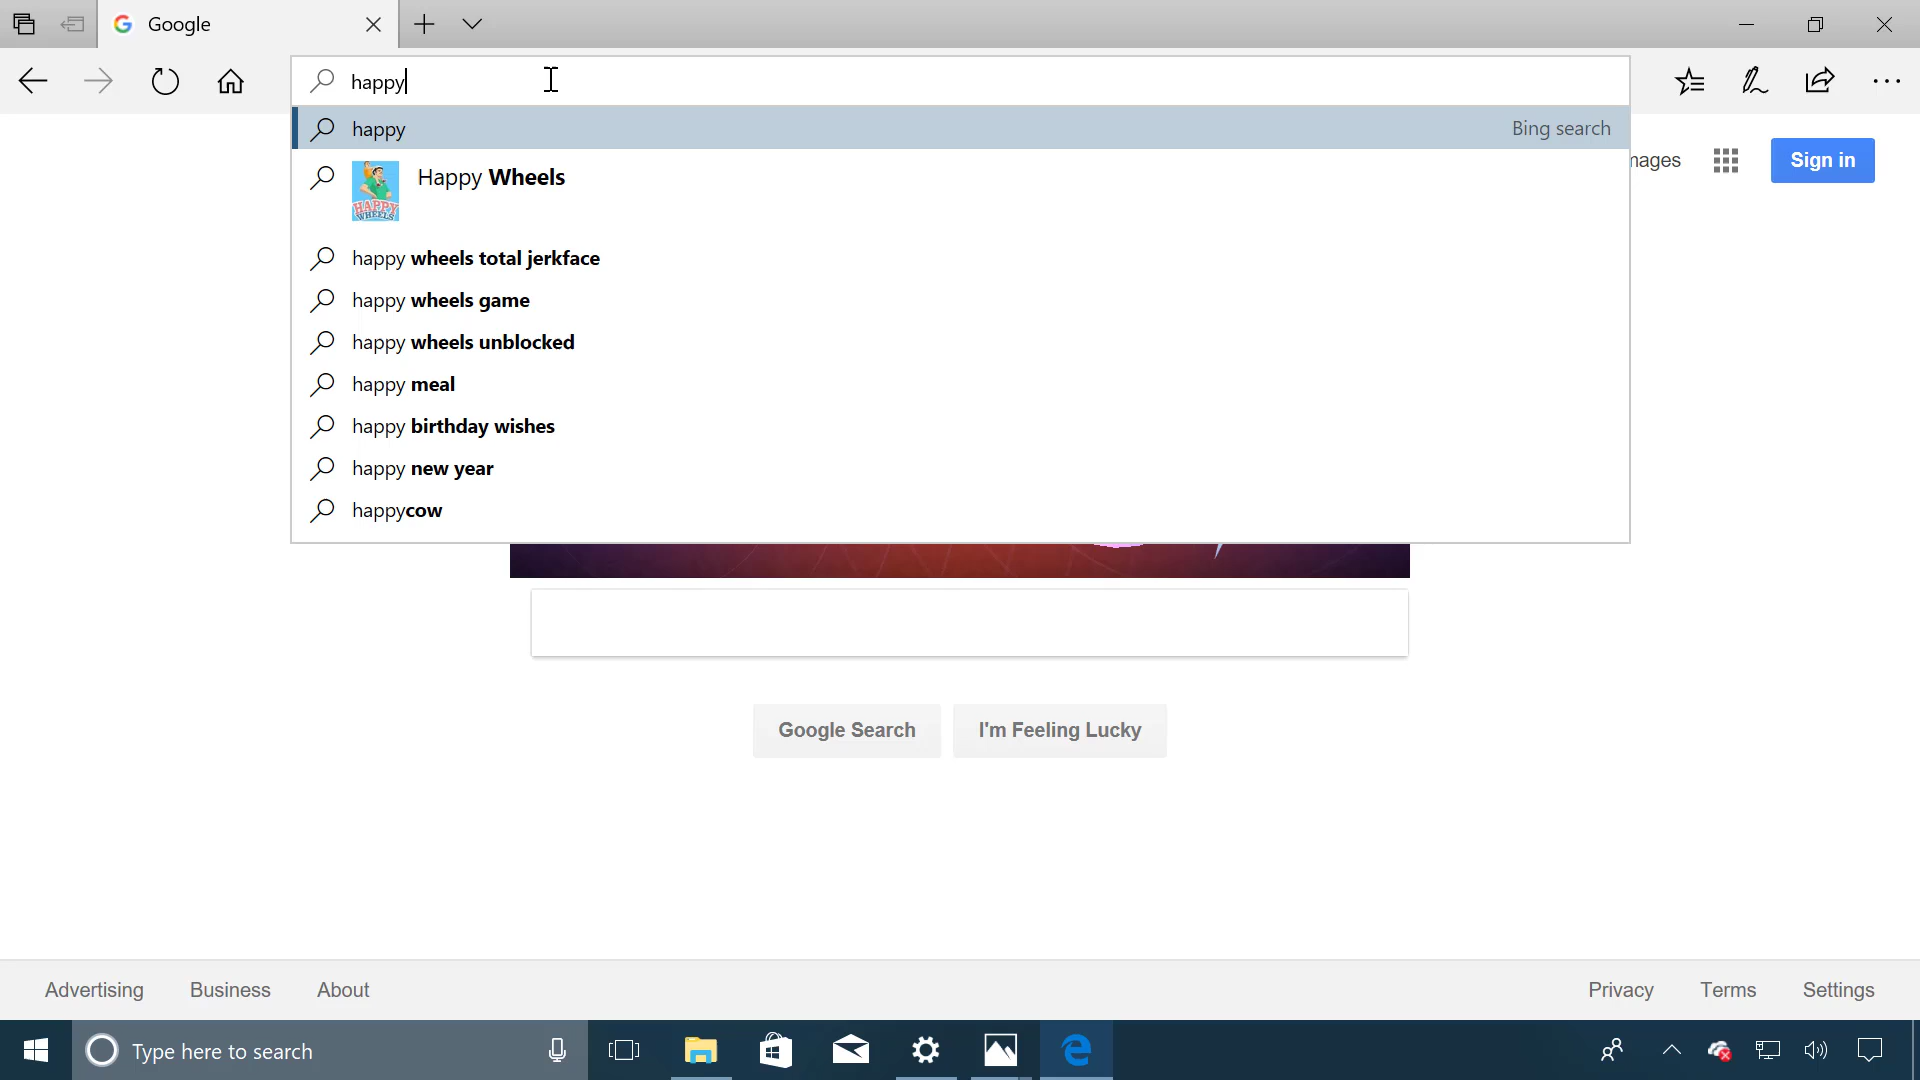 Google
happy
happy Bing search
mages Sign in
Happy Wheels
HAPPY
WHEELS
happy wheels total jerkface
happy wheels game
happy wheels unblocked
happy meal
happy birthday wishes
happy new year
happycow
Google Search I'm Feeling Lucky
Advertising Business About Privacy Terms Settings
Type here to search